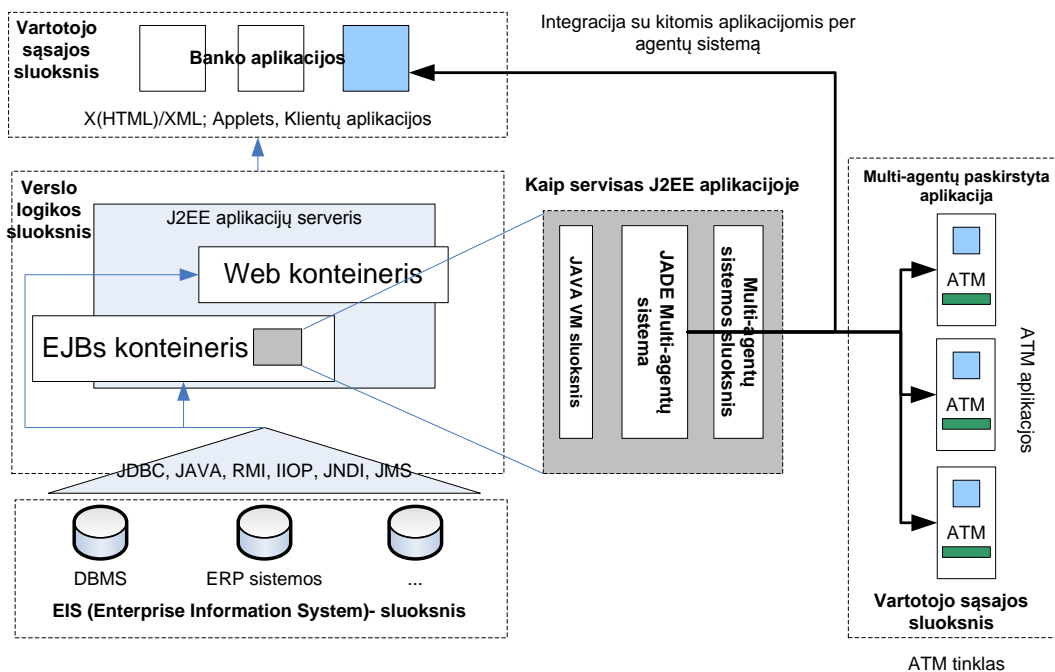 Vartotojo
sąsajos
sluoksnis
Banko aplikacijos
X(HTML)/XML; Applets, Klientų aplikacijos
Integracija su kitomis aplikacijomis per
agentų sistemą
Verslo
logikos
sluoksnis
J2EE aplikacijų serveris
Web konteineris
EJBs konteineris
JDBC, JAVA, RMI, IIOP, JNDI, JMS
DBMS
ERP sistemos
...
EIS (Enterprise Information System)- sluoksnis
Kaip servisas J2EE aplikacijoje
JAVA VM sluoksnis
JADE Multi-agentų
sistema
Multi-agentų
sistemos sluoksnis
Multi-agentų paskirstyta
aplikacija
ATM
ATM
ATM
ATM aplikacijos
Vartotojo sąsajos
sluoksnis
ATM tinklas